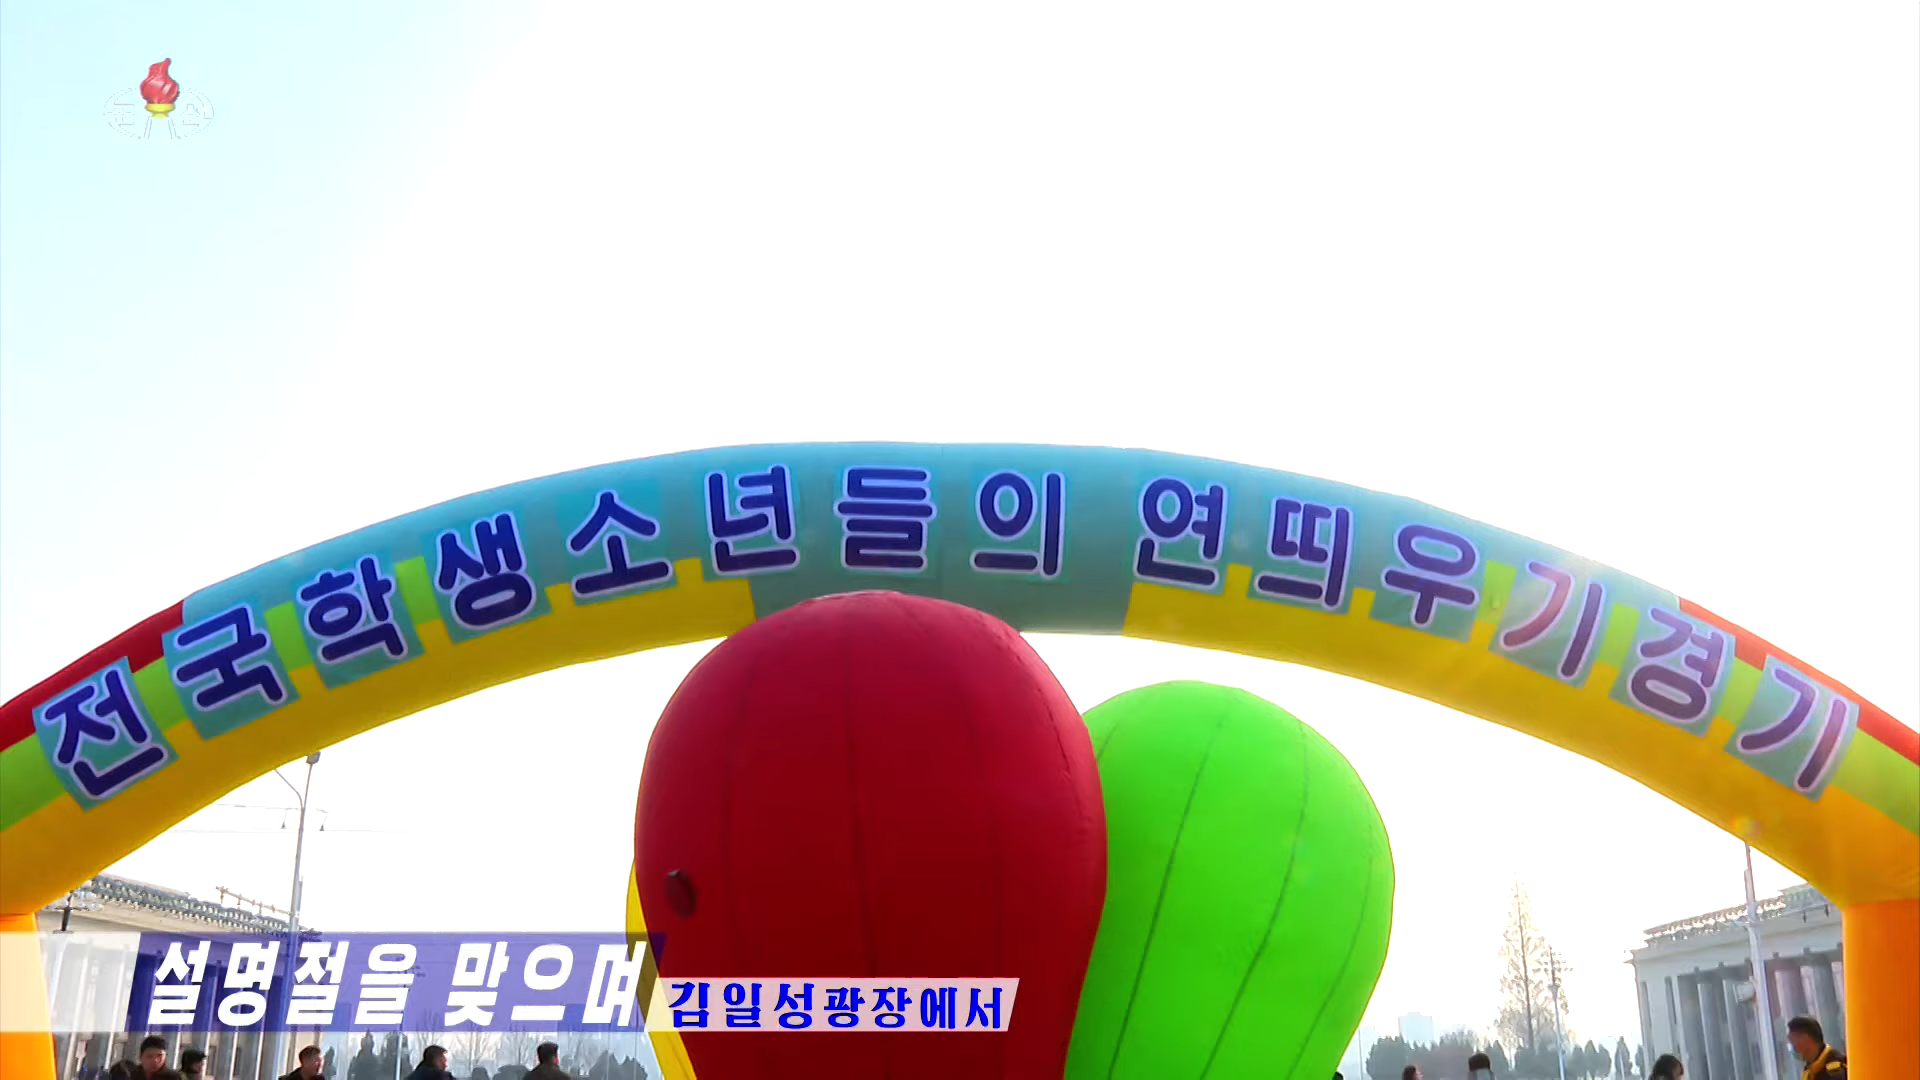 전국학생소년들의 연띄우기경기
설명절을 맞으며
김일성광장에서